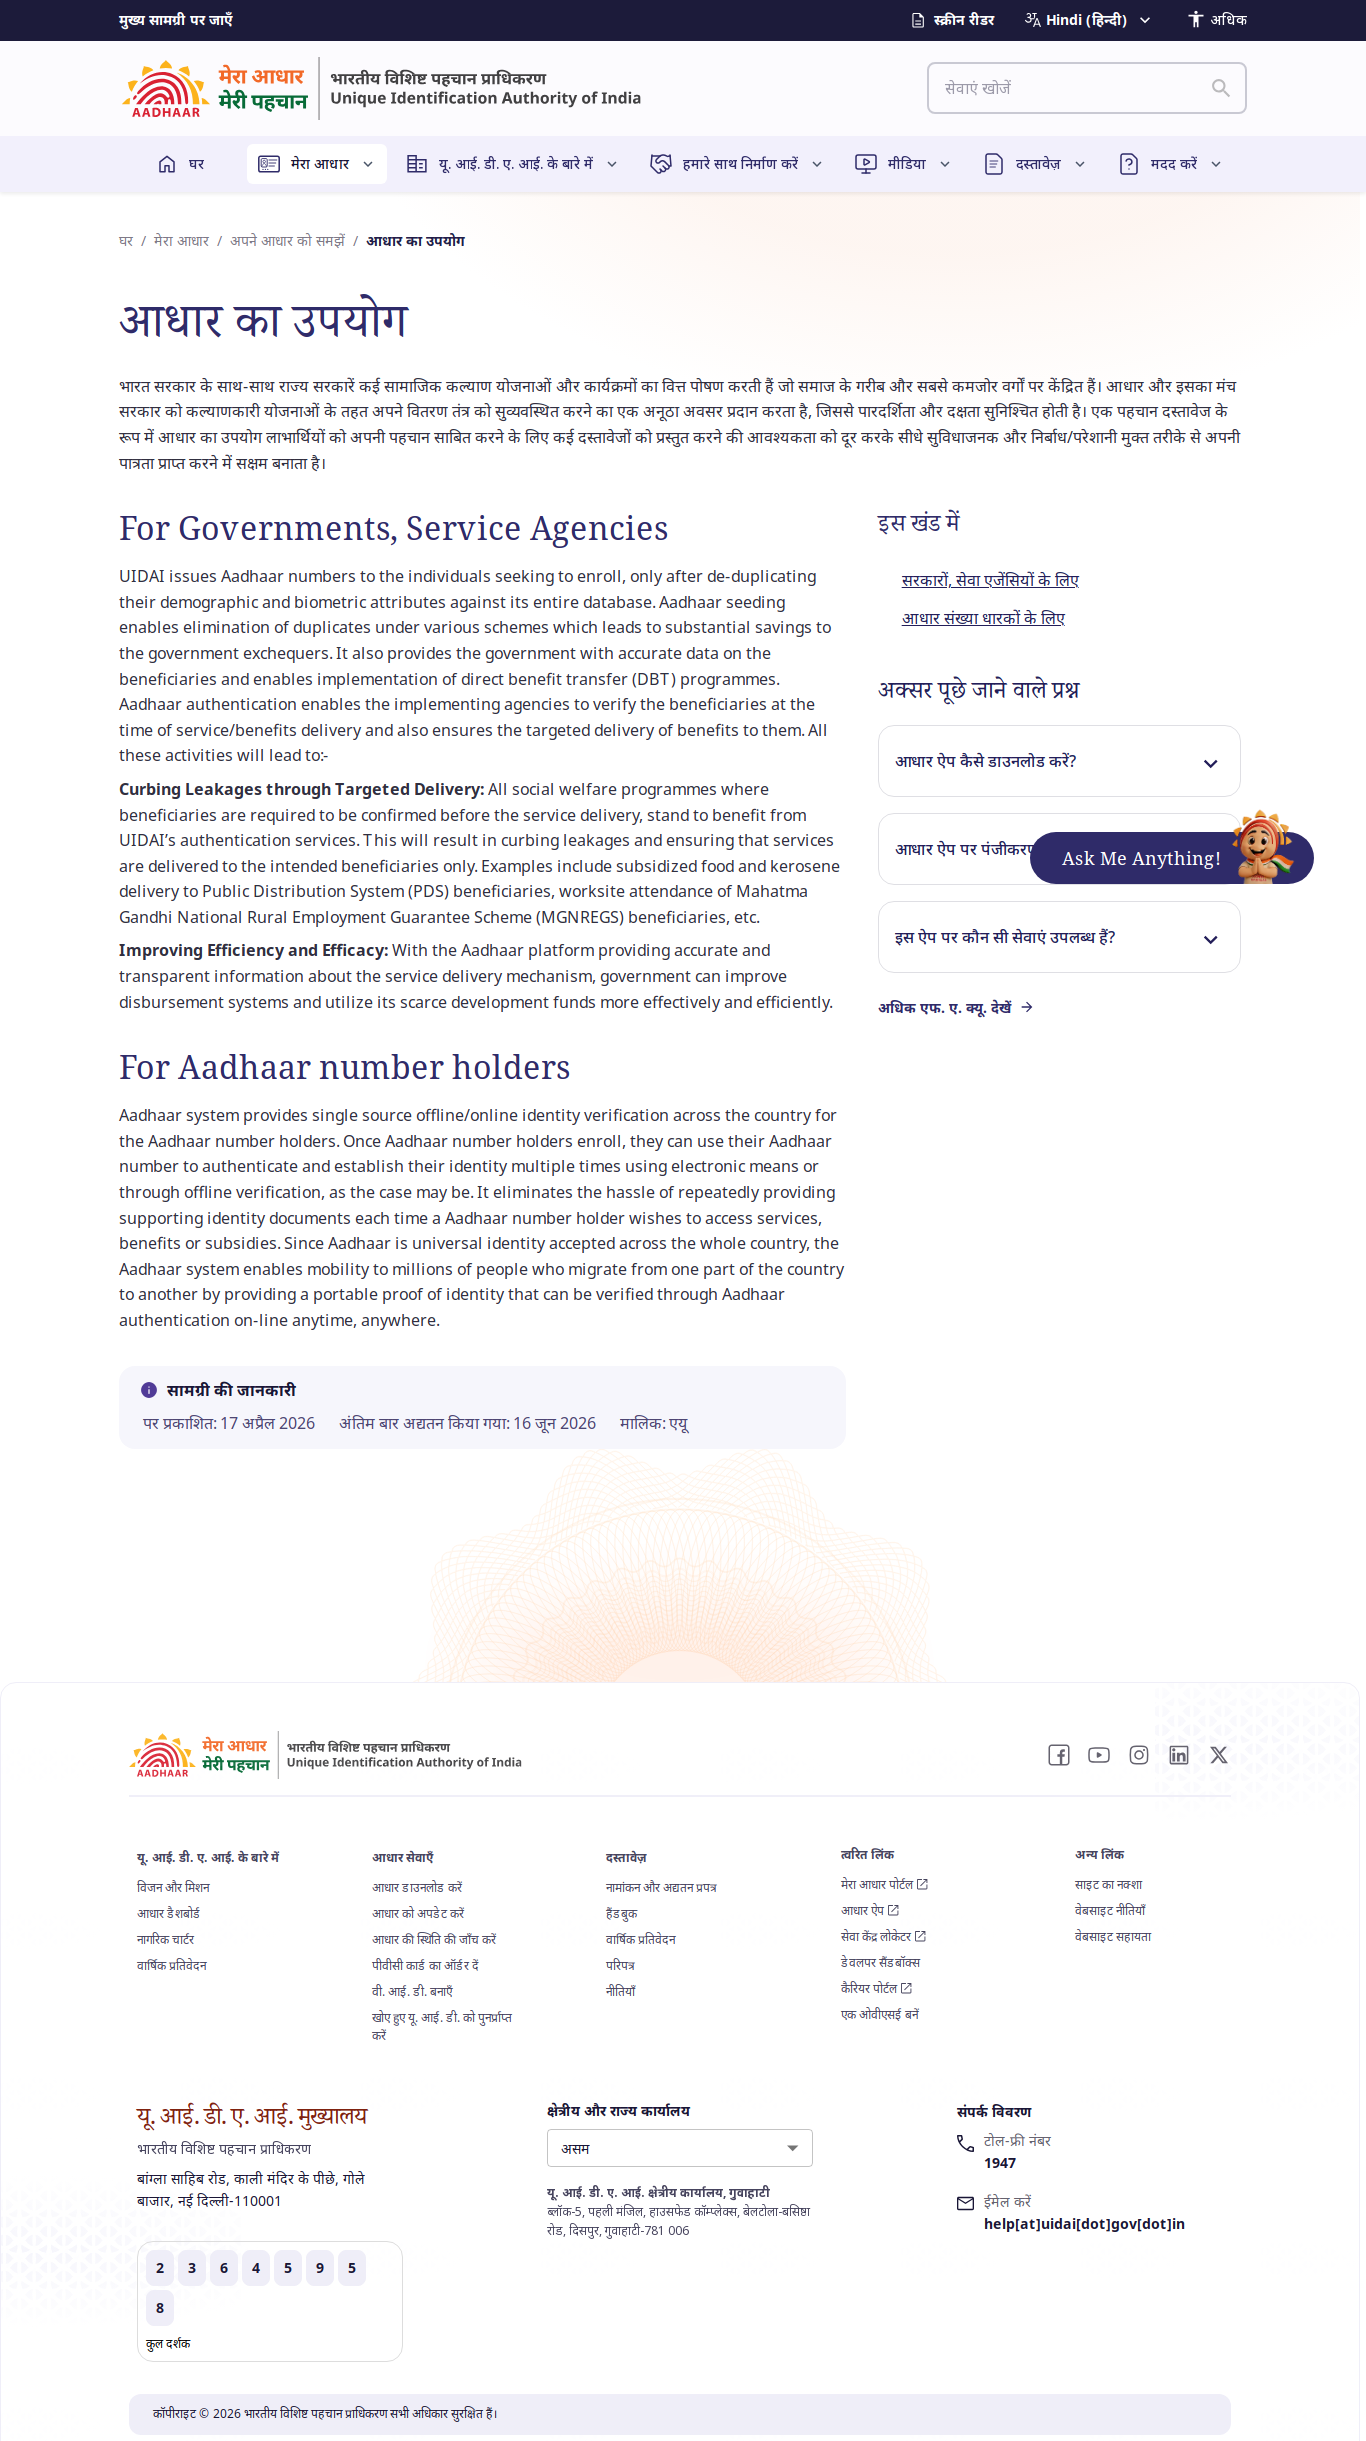 मुख्य सामग्री पर जाएँ
स्क्रीन रीडर
Hindi (हिन्दी)
अधिक
AADHAAR
मेरा आधार
मेरी पहचान
भारतीय विशिष्ट पहचान प्राधिकरण
Unique Identification Authority of India
सेवाएं खोजें
घर
मेरा आधार
यू. आई. डी. ए. आई. के बारे में
हमारे साथ निर्माण करें
मीडिया
दस्तावेज़
मदद करें
घर / मेरा आधार / अपने आधार को समझें / आधार का उपयोग
आधार का उपयोग
भारत सरकार के साथ-साथ राज्य सरकारें कई सामाजिक कल्याण योजनाओं और कार्यक्रमों का वित्त पोषण करती हैं जो समाज के गरीब और सबसे कमजोर वर्गों पर केंद्रित हैं। आधार और इसका मंच
सरकार को कल्याणकारी योजनाओं के तहत अपने वितरण तंत्र को सुव्यवस्थित करने का एक अनूठा अवसर प्रदान करता है, जिससे पारदर्शिता और दक्षता सुनिश्चित होती है। एक पहचान दस्तावेज के
रूप में आधार का उपयोग लाभार्थियों को अपनी पहचान साबित करने के लिए कई दस्तावेजों को प्रस्तुत करने की आवश्यकता को दूर करके सीधे सुविधाजनक और निर्बाध/परेशानी मुक्त तरीके से अपनी
पात्रता प्राप्त करने में सक्षम बनाता है।
For Governments, Service Agencies
UIDAI issues Aadhaar numbers to the individuals seeking to enroll, only after de-duplicating
their demographic and biometric attributes against its entire database. Aadhaar seeding
enables elimination of duplicates under various schemes which leads to substantial savings to
the government exchequers. It also provides the government with accurate data on the
beneficiaries and enables implementation of direct benefit transfer (DBT) programmes.
Aadhaar authentication enables the implementing agencies to verify the beneficiaries at the
time of service/benefits delivery and also ensures the targeted delivery of benefits to them. All
these activities will lead to:-
Curbing Leakages through Targeted Delivery: All social welfare programmes where
beneficiaries are required to be confirmed before the service delivery, stand to benefit from
UIDAI’s authentication services. This will result in curbing leakages and ensuring that services
are delivered to the intended beneficiaries only. Examples include subsidized food and kerosene
delivery to Public Distribution System (PDS) beneficiaries, worksite attendance of Mahatma
Gandhi National Rural Employment Guarantee Scheme (MGNREGS) beneficiaries, etc.
Improving Efficiency and Efficacy: With the Aadhaar platform providing accurate and
transparent information about the service delivery mechanism, government can improve
disbursement systems and utilize its scarce development funds more effectively and efficiently.
For Aadhaar number holders
Aadhaar system provides single source offline/online identity verification across the country for
the Aadhaar number holders. Once Aadhaar number holders enroll, they can use their Aadhaar
number to authenticate and establish their identity multiple times using electronic means or
through offline verification, as the case may be. It eliminates the hassle of repeatedly providing
supporting identity documents each time a Aadhaar number holder wishes to access services,
benefits or subsidies. Since Aadhaar is universal identity accepted across the whole country, the
Aadhaar system enables mobility to millions of people who migrate from one part of the country
to another by providing a portable proof of identity that can be verified through Aadhaar
authentication on-line anytime, anywhere.
सामग्री की जानकारी
पर प्रकाशित: 17 अप्रैल 2026 अंतिम बार अद्यतन किया गया: 16 जून 2026 मालिक: एयू
इस खंड में
सरकारों, सेवा एजेंसियों के लिए
आधार संख्या धारकों के लिए
अक्सर पूछे जाने वाले प्रश्न
आधार ऐप कैसे डाउनलोड करें?
आधार ऐप पर पंजीकरण
Ask Me Anything!
इस ऐप पर कौन सी सेवाएं उपलब्ध हैं?
अधिक एफ. ए. क्यू. देखें
AADHAAR
मेरा आधार
मेरी पहचान
भारतीय विशिष्ट पहचान प्राधिकरण
Unique Identification Authority of India
यू. आई. डी. ए. आई. के बारे में
विजन और मिशन
आधार डैशबोर्ड
नागरिक चार्टर
वार्षिक प्रतिवेदन
आधार सेवाएँ
आधार डाउनलोड करें
आधार को अपडेट करें
आधार की स्थिति की जाँच करें
पीवीसी कार्ड का ऑर्डर दें
वी. आई. डी. बनाएँ
खोए हुए यू. आई. डी. को पुनर्प्राप्त
करें
दस्तावेज़
नामांकन और अद्यतन प्रपत्र
हैंडबुक
वार्षिक प्रतिवेदन
परिपत्र
नीतियाँ
त्वरित लिंक
मेरा आधार पोर्टल
आधार ऐप
सेवा केंद्र लोकेटर
डेवलपर सैंडबॉक्स
कैरियर पोर्टल
एक ओवीएसई बनें
अन्य लिंक
साइट का नक्शा
वेबसाइट नीतियाँ
वेबसाइट सहायता
यू. आई. डी. ए. आई. मुख्यालय
भारतीय विशिष्ट पहचान प्राधिकरण
बांग्ला साहिब रोड, काली मंदिर के पीछे, गोले
बाजार, नई दिल्ली-110001
2 3 6 4 5 9 5
8
कुल दर्शक
क्षेत्रीय और राज्य कार्यालय
असम
यू. आई. डी. ए. आई. क्षेत्रीय कार्यालय, गुवाहाटी
ब्लॉक-5, पहली मंजिल, हाउसफेड कॉम्प्लेक्स, बेलटोला-बसिष्ठा
रोड, दिसपुर, गुवाहाटी-781 006
संपर्क विवरण
टोल-फ्री नंबर
1947
ईमेल करें
help[at]uidai[dot]gov[dot]in
कॉपीराइट © 2026 भारतीय विशिष्ट पहचान प्राधिकरण सभी अधिकार सुरक्षित हैं।